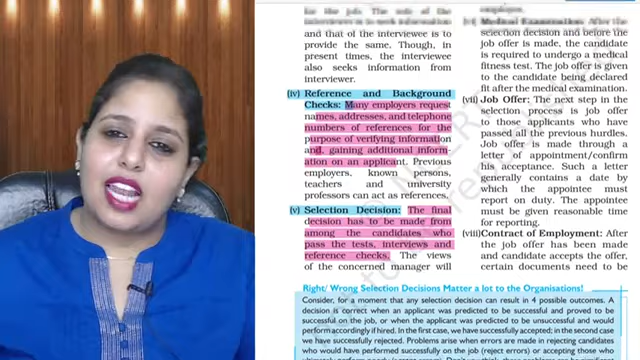 for the job. The role of the
interviewer is to seek information
and that of the interviewee is to
provide the same. Though, in
present times, the interviewee
also seeks information from
interviewer.
(iv) Reference and Background
Checks: Many employers request
names, addresses, and telephone
numbers of references for the
purpose of verifying information
and, gaining additional inform-
ation on an applicant. Previous
employers, known persons,
teachers and university
professors can act as references.
(v) Selection Decision: The final
decision has to be made from
among the candidates who
pass the tests, interviews and
reference checks. The views
of the concerned manager will
employee.
(vi) Medical Examination: After the
selection decision and before the
job offer is made, the candidate
is required to undergo a medical
fitness test. The job offer is given
to the candidate being declared
fit after the medical examination.
(vii) Job Offer: The next step in the
selection process is job offer
to those applicants who have
passed all the previous hurdles.
Job offer is made through a
letter of appointment/confirm
his acceptance. Such a letter
generally contains a date by
which the appointee must
report on duty. The appointee
must be given reasonable time
for reporting.
(viii) Contract of Employment: After
the job offer has been made
and candidate accepts the offer,
certain documents need to be
Right/ Wrong Selection Decisions Matter a lot to the Organisations!
Consider, for a moment that any selection decision can result in 4 possible outcomes. A
decision is correct when an applicant was predicted to be successful and proved to be
successful on the job, or when the applicant was predicted to be unsuccessful and would
perform accordingly if hired. In the first case, we have successfully accepted; in the second case
we have successfully rejected. Problems arise when errors are made in rejecting candidates
who would have performed successfully on the job (reject errors) or accepting those who